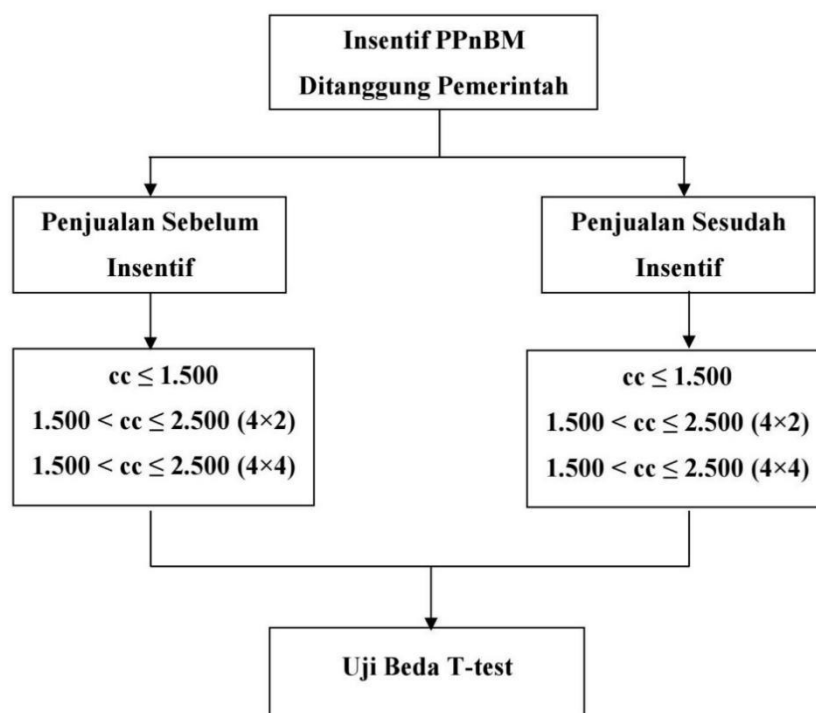 Insentif PPnBM
Ditanggung Pemerintah
Penjualan Sebelum
Insentif
Penjualan Sesudah
Insentif
cc ≤ 1.500
1.500 < cc ≤ 2.500 (4×2)
1.500 < cc ≤ 2.500 (4×4)
cc ≤ 1.500
1.500 < cc ≤ 2.500 (4×2)
1.500 < cc ≤ 2.500 (4×4)
Uji Beda T-test